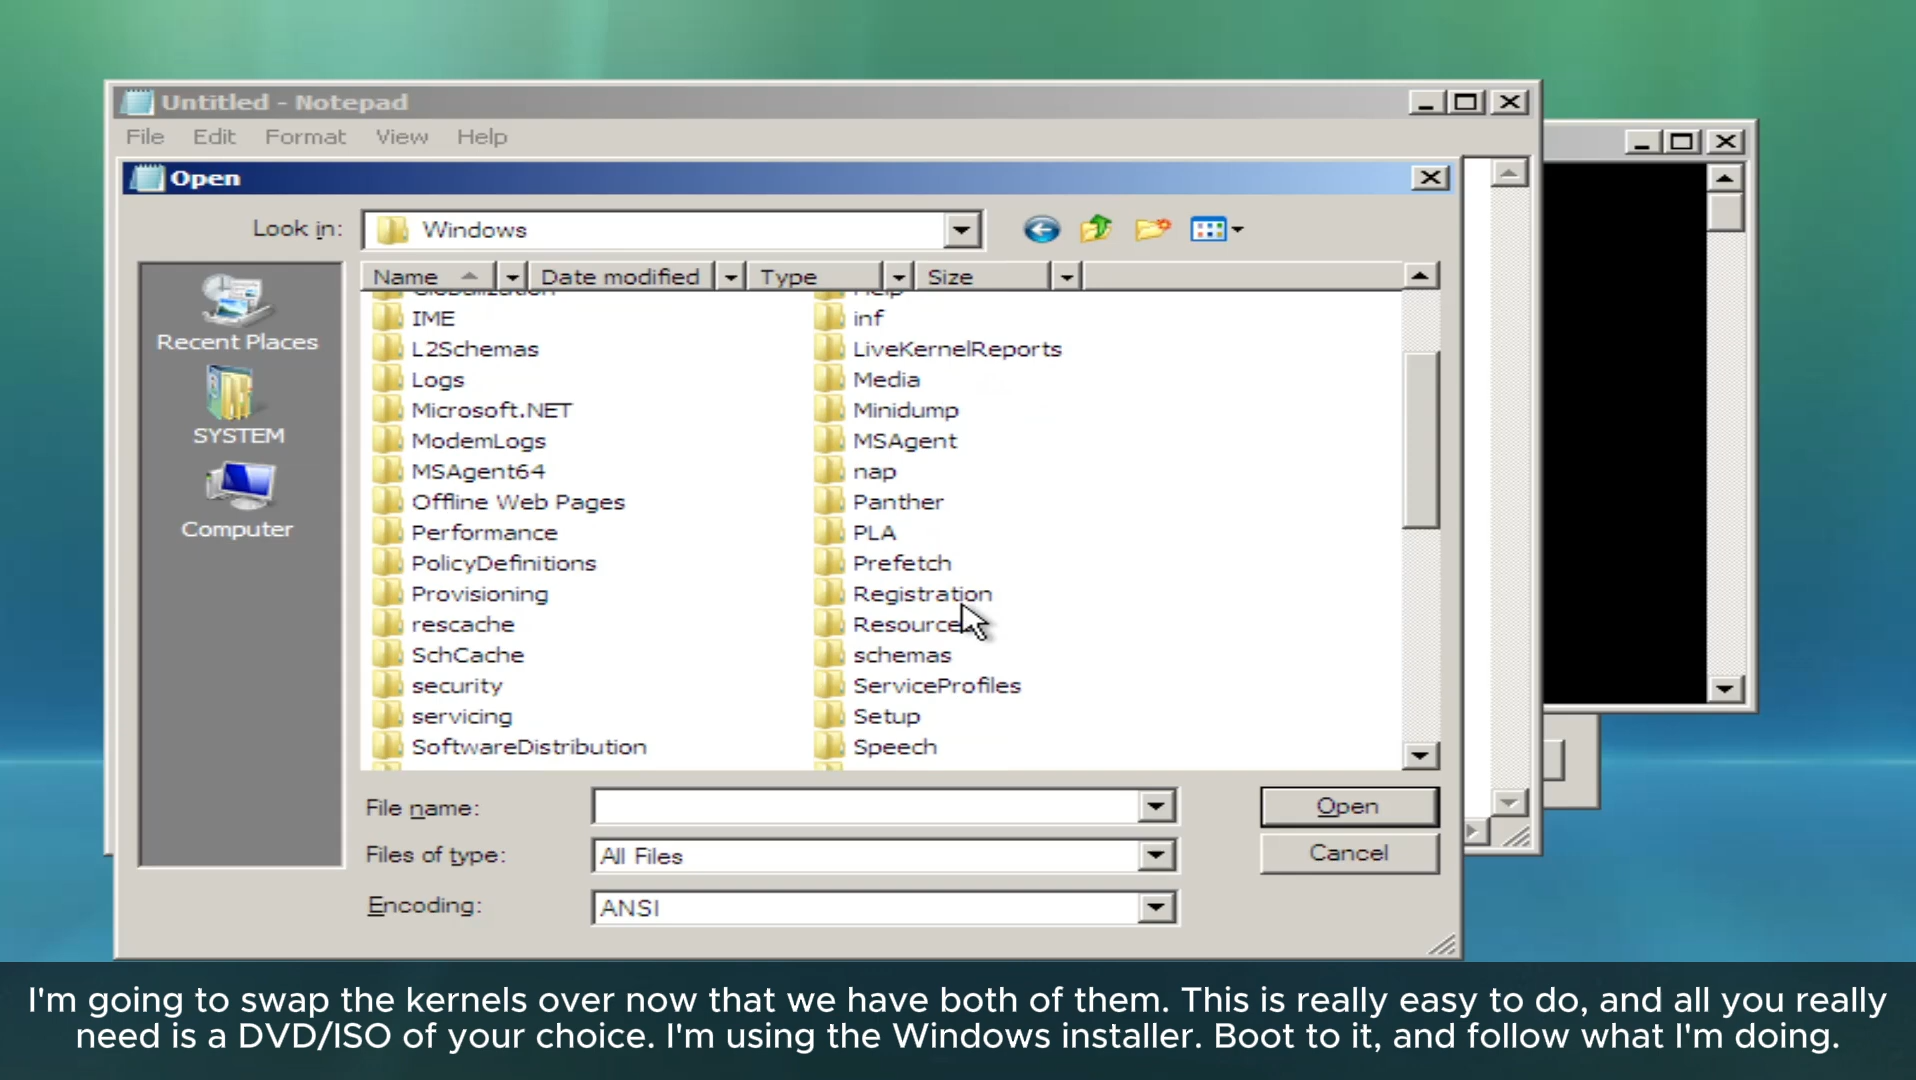 Untitled - Notepad
File Edit Format View Help
Open
Look in: Windows
Name Date modified Type Size
Globalization Help
IME inf
L2Schemas LiveKernelReports
Logs Media
Microsoft.NET Minidump
ModemLogs MSAgent
MSAgent64 nap
Offline Web Pages Panther
Performance PLA
PolicyDefinitions Prefetch
Provisioning Registration
rescache Resource
SchCache schemas
security ServiceProfiles
servicing Setup
SoftwareDistribution Speech
Recent Places
SYSTEM
Computer
File name: Open
Files of type: All Files Cancel
Encoding: ANSI
I'm going to swap the kernels over now that we have both of them. This is really easy to do, and all you really
need is a DVD/ISO of your choice. I'm using the Windows installer. Boot to it, and follow what I'm doing.